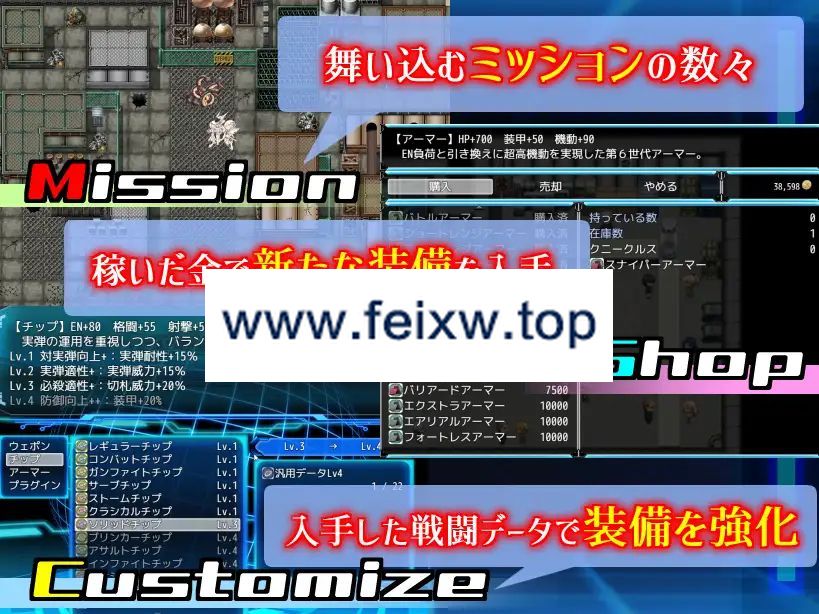 舞い込むミッションの数々
Mission
【アーマー】HP+700 装甲+50 機動+90
EN負荷と引き換えに超高機動を実現した第6世代アーマー。
購入 売却 やめる 38,598
バトルアーマー 購入済
シュートレンジアーマー 購入済
持っている数 0
在庫数 1
クニークルス 0
スナイパーアーマー
稼いだ金で新たな装備を入手
www.feixw.top
Shop
バリアードアーマー 7500
エクストラアーマー 10000
エアリアルアーマー 10000
フォートレスアーマー 10000
【チップ】EN+80 格闘+55 射撃+5
実弾の運用を重視しつつ、バラン
Lv.1 対実弾向上+:実弾耐性+15%
Lv.2 実弾適性+:実弾威力+15%
Lv.3 必殺適性+:切札威力+20%
Lv.4 防御向上++:装甲+20%
ウェポン
チップ
アーマー
プラグイン
レギュラーチップ Lv.1
コンバットチップ Lv.1
ガンファイトチップ Lv.1
サーブチップ Lv.1
ストームチップ Lv.1
クラシカルチップ Lv.1
ソリッドチップ Lv.3
ブリンカーチップ Lv.4
アサルトチップ Lv.4
インファイトチップ Lv.4
Lv.3 → Lv.4
汎用データLv4
1 / 22
入手した戦闘データで装備を強化
Customize